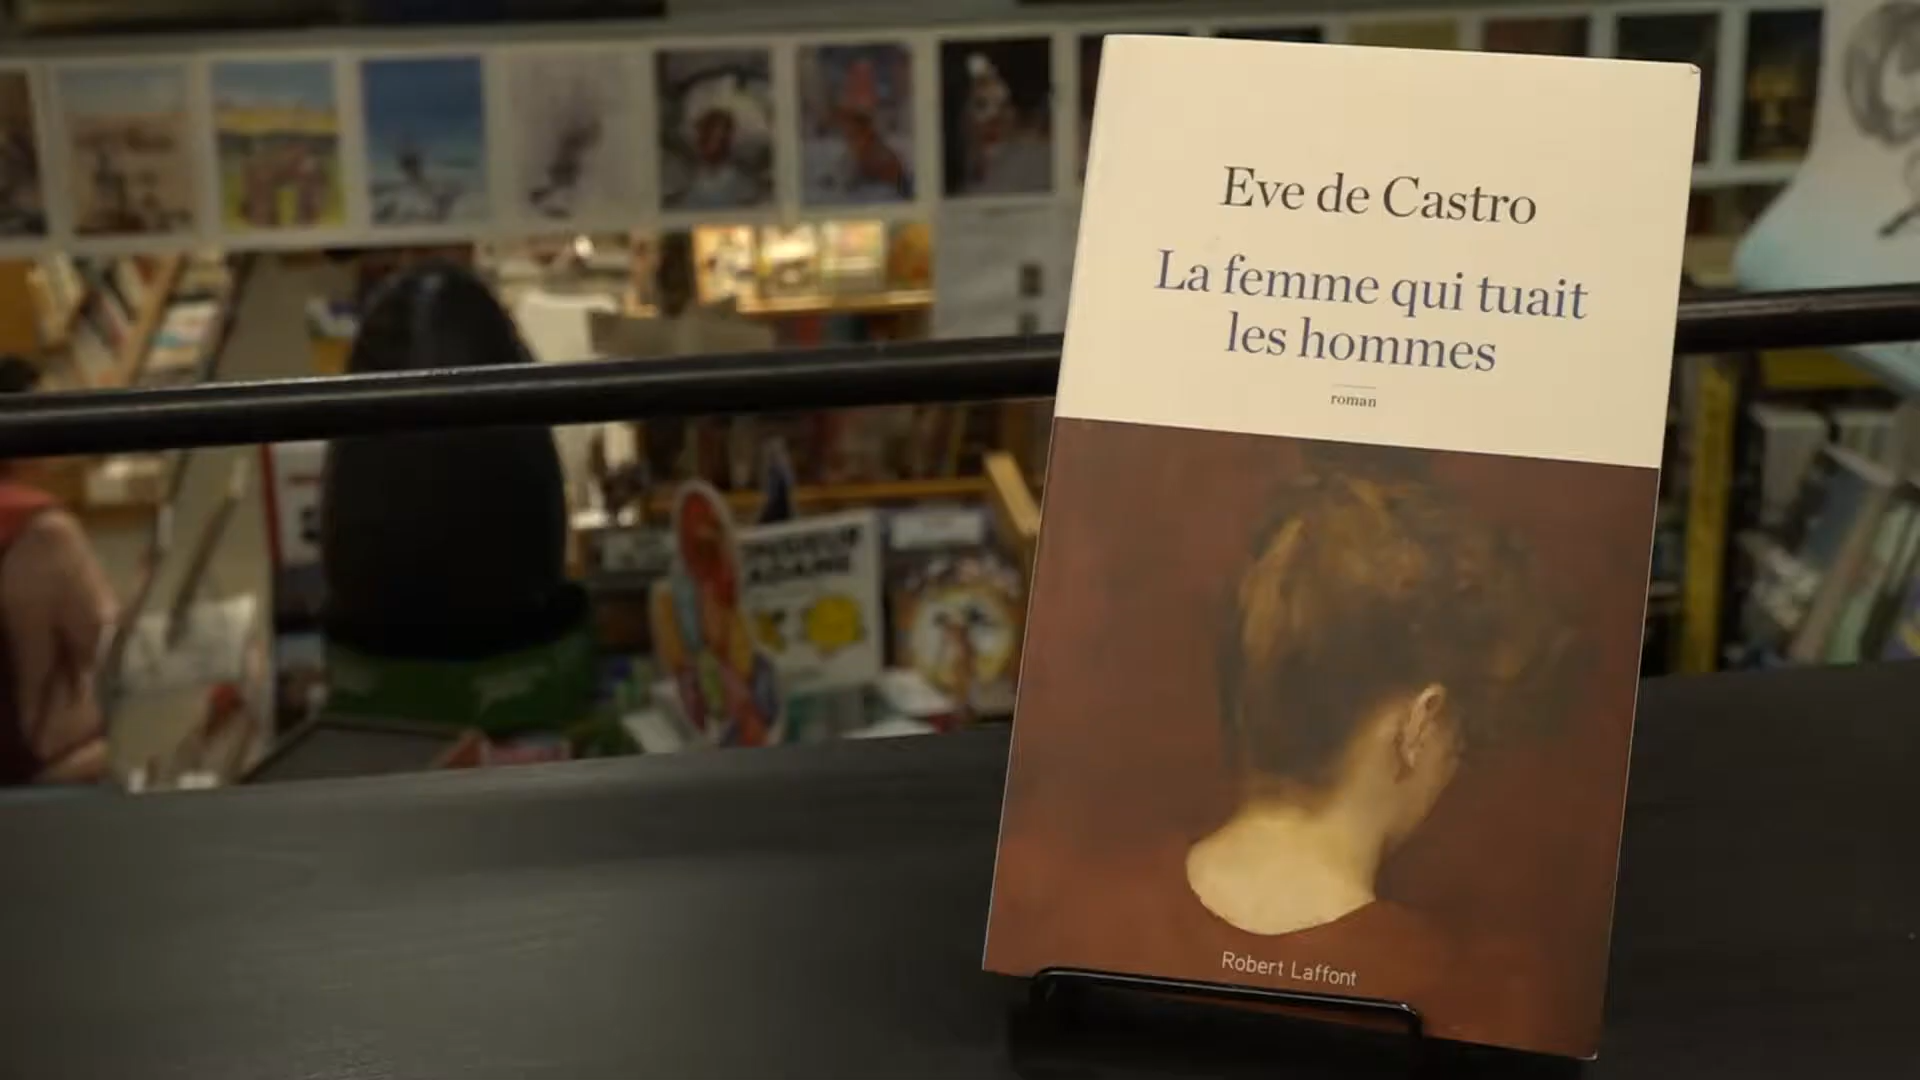 Eve de Castro
La femme qui tuait
les hommes
roman
Robert Laffont